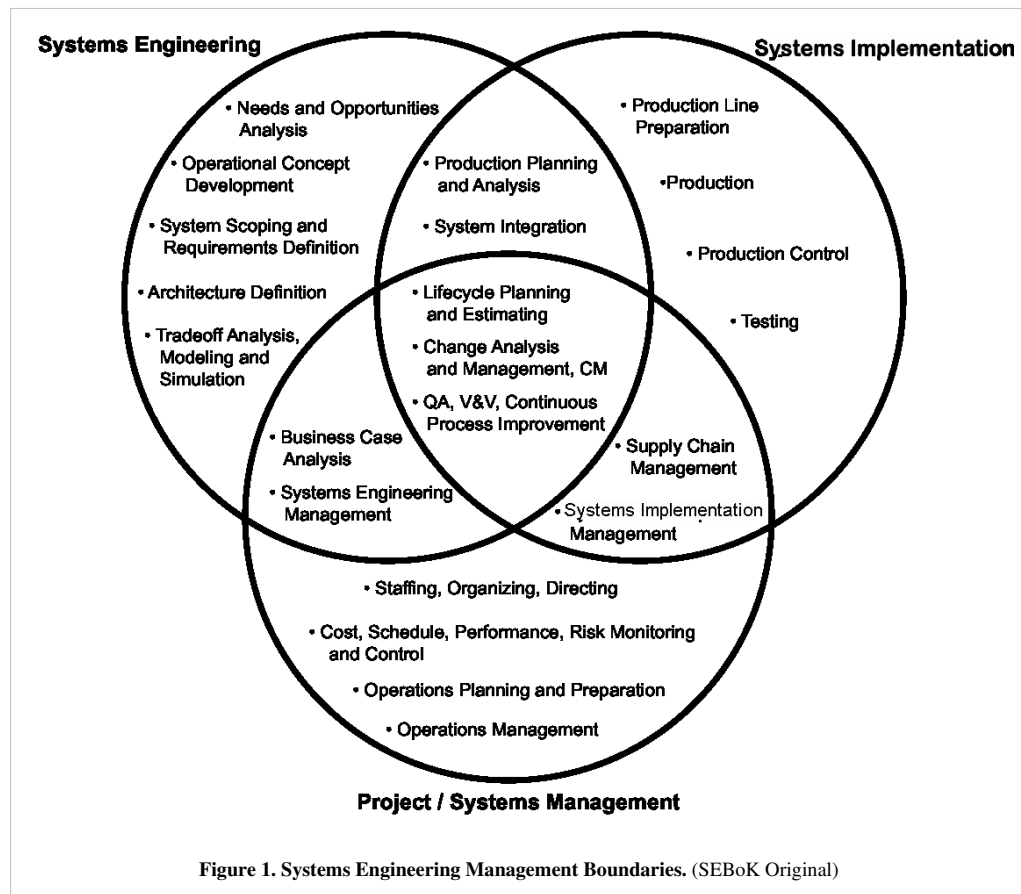 Systems Engineering
Systems Implementation
• Needs and Opportunities
Analysis
• Operational Concept
Development
• System Scoping and
Requirements Definition
• Architecture Definition
• Tradeoff Analysis,
Modeling and
Simulation
• Production Planning
and Analysis
• System Integration
• Production Line
Preparation
• Production
• Production Control
• Testing
• Lifecycle Planning
and Estimating
• Change Analysis
and Management, CM
• QA, V&V, Continuous
Process Improvement
• Business Case
Analysis
• Systems Engineering
Management
• Supply Chain
Management
• Systems Implementation
Management
• Staffing, Organizing, Directing
• Cost, Schedule, Performance, Risk Monitoring
and Control
• Operations Planning and Preparation
• Operations Management
Project / Systems Management
Figure 1. Systems Engineering Management Boundaries. (SEBoK Original)